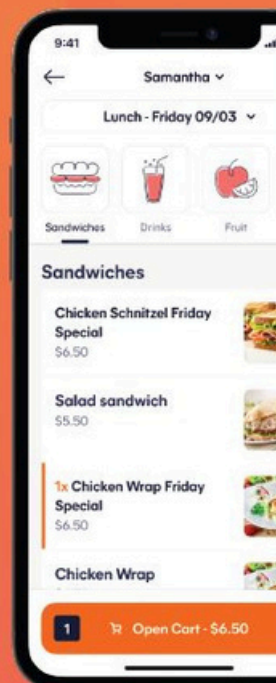 9:41
Samantha
Lunch - Friday 09/03
Sandwiches
Drinks
Fruit
Sandwiches
Chicken Schnitzel Friday
Special
$6.50
Salad sandwich
$5.50
1x Chicken Wrap Friday
Special
$6.50
Chicken Wrap
1
Open Cart - $6.50